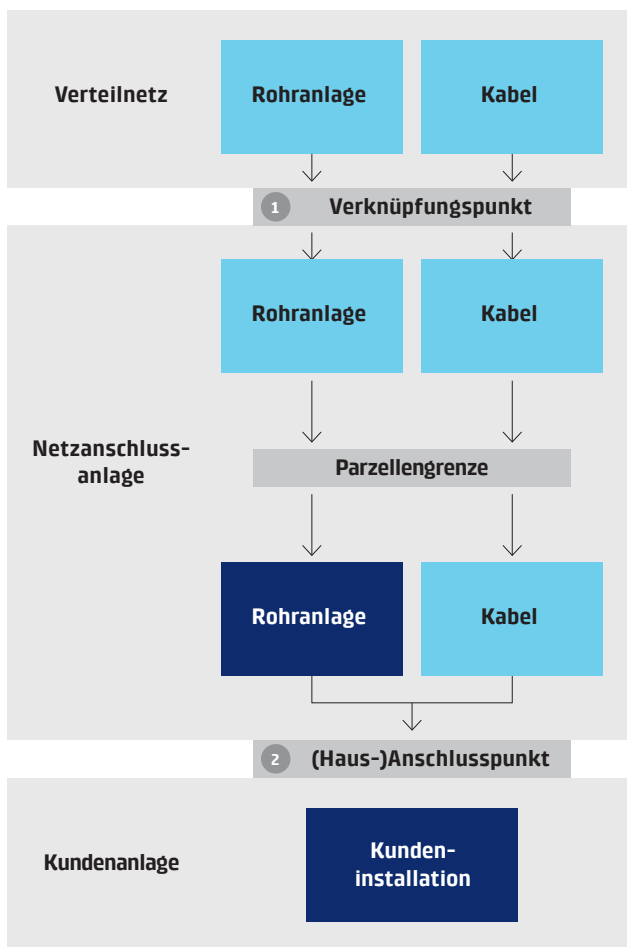 Verteilnetz
Rohranlage
Kabel
1 Verknüpfungspunkt
Rohranlage
Kabel
Netzanschluss-
anlage
Parzellengrenze
Rohranlage
Kabel
2 (Haus-)Anschlusspunkt
Kundenanlage
Kunden-
installation